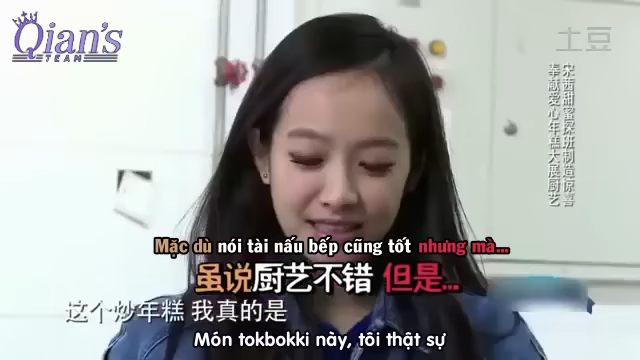 Qian's
TEAM
土豆
宋茜甜蜜探班制造惊喜
奉献爱心年糕大展厨艺
Mặc dù nói tài nấu bếp cũng tốt nhưng mà...
虽说厨艺不错 但是...
这个炒年糕 我真的是
Món tokbokki này, tôi thật sự